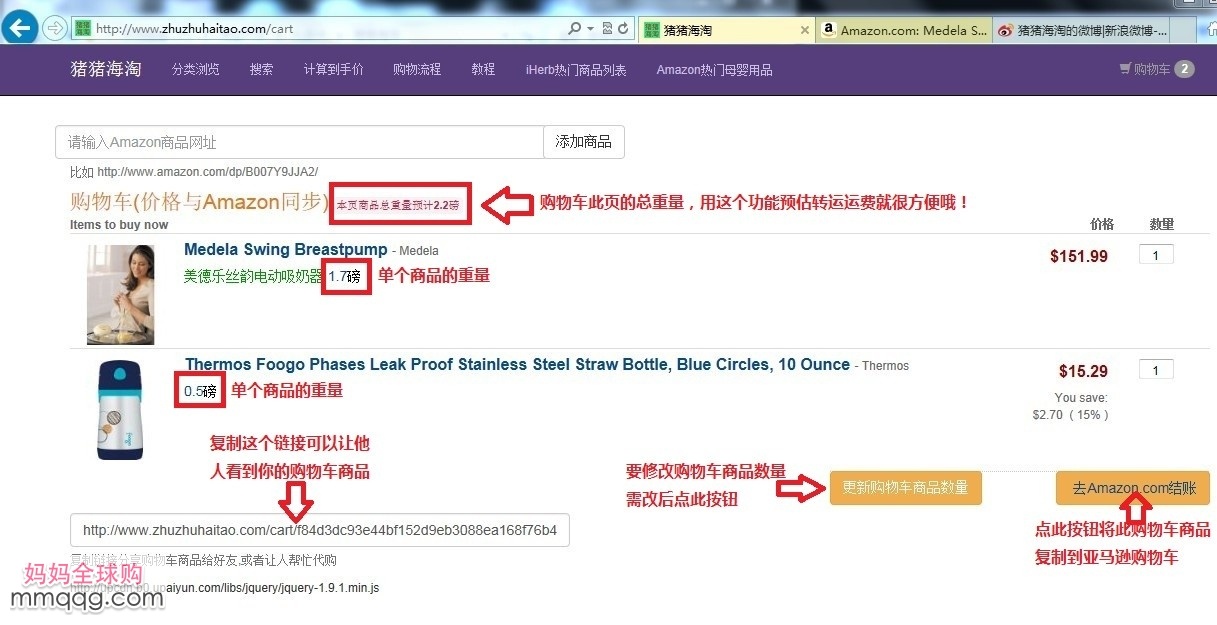 http://www.zhuzhuhaitao.com/cart
猪猪海淘
Amazon.com: Medela S...
猪猪海淘的微博|新浪微博-...
猪猪海淘 分类浏览 搜索 计算到手价 购物流程 教程 iHerb热门商品列表 Amazon热门母婴用品 购物车 2
请输入Amazon商品网址 添加商品
比如 http://www.amazon.com/dp/B007Y9JJA2/
购物车(价格与Amazon同步) 本页商品总重量预计2.2磅 购物车此页的总重量，用这个功能预估转运运费就很方便哦！
Items to buy now 价格 数量
Medela Swing Breastpump - Medela $151.99 1
美德乐丝韵电动吸奶器 1.7磅 单个商品的重量
Thermos Foogo Phases Leak Proof Stainless Steel Straw Bottle, Blue Circles, 10 Ounce - Thermos $15.29 1
0.5磅 单个商品的重量
You save:
$2.70 ( 15% )
复制这个链接可以让他
人看到你的购物车商品
要修改购物车商品数量
需改后点此按钮
更新购物车商品数量
去Amazon.com结账
点此按钮将此购物车商品
复制到亚马逊购物车
http://www.zhuzhuhaitao.com/cart/f84d3dc93e44bf152d9eb3088ea168f76b4
复制链接分享购物车商品给好友,或者让人帮忙代购
妈妈全球购
mmqgg.com
upaiyun.com/libs/jquery/jquery-1.9.1.min.js